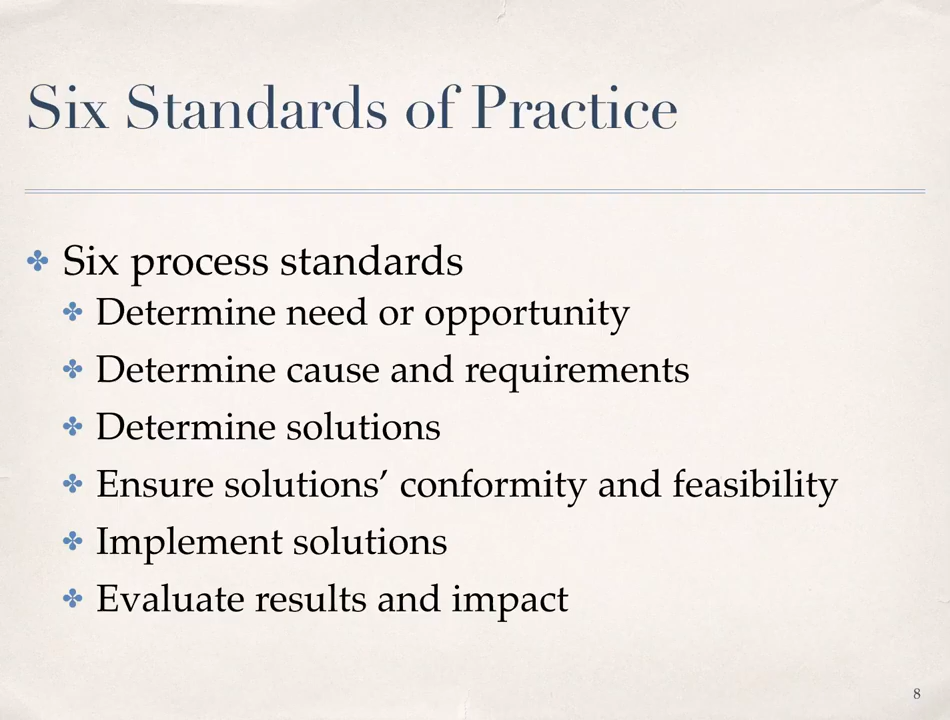 Six Standards of Practice
Six process standards
Determine need or opportunity
Determine cause and requirements
Determine solutions
Ensure solutions’ conformity and feasibility
Implement solutions
Evaluate results and impact
8